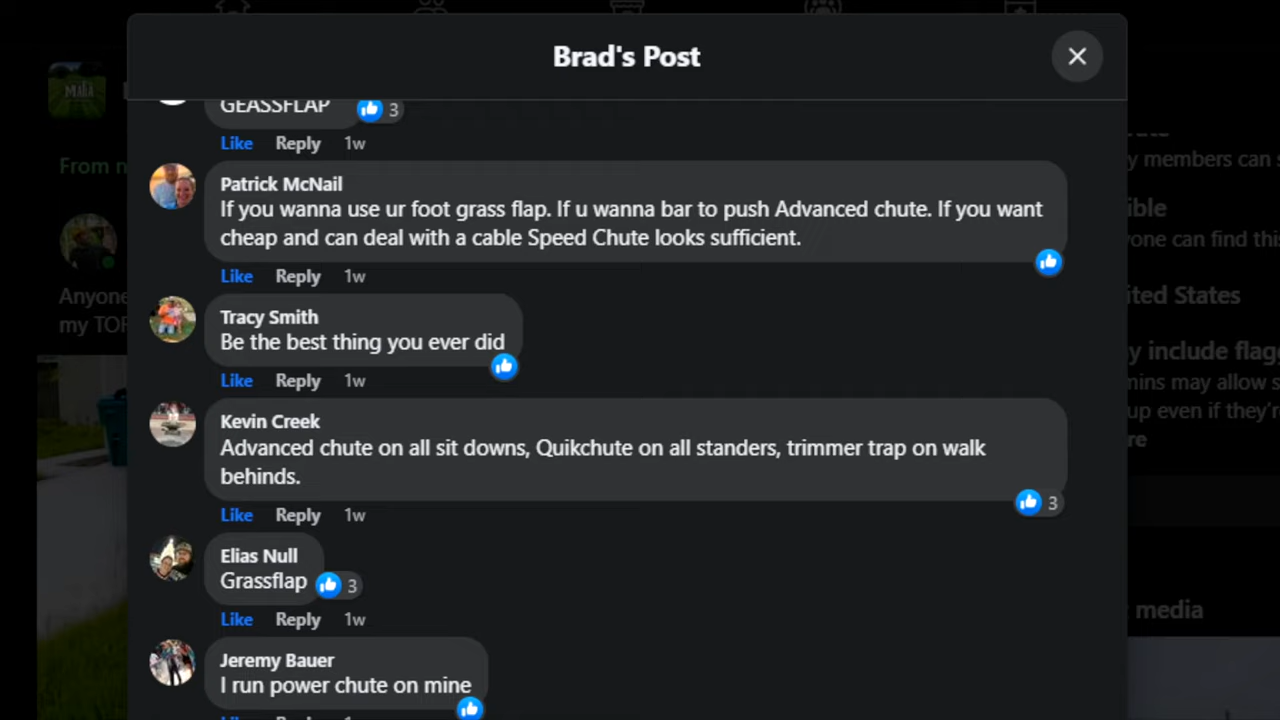 Brad's Post
GEASSFLAP
3
Like Reply 1w
From
Patrick McNail
If you wanna use ur foot grass flap. If u wanna bar to push Advanced chute. If you want
cheap and can deal with a cable Speed Chute looks sufficient.
Like Reply 1w
Tracy Smith
Be the best thing you ever did
Like Reply 1w
Kevin Creek
Advanced chute on all sit downs, Quikchute on all standers, trimmer trap on walk
behinds.
3
Like Reply 1w
Elias Null
Grassflap
3
Like Reply 1w
Jeremy Bauer
I run power chute on mine
Anyone
my TOR
y members can
ible
one can find this
ited States
y include flag
mins may allow s
up even if they're
re
media